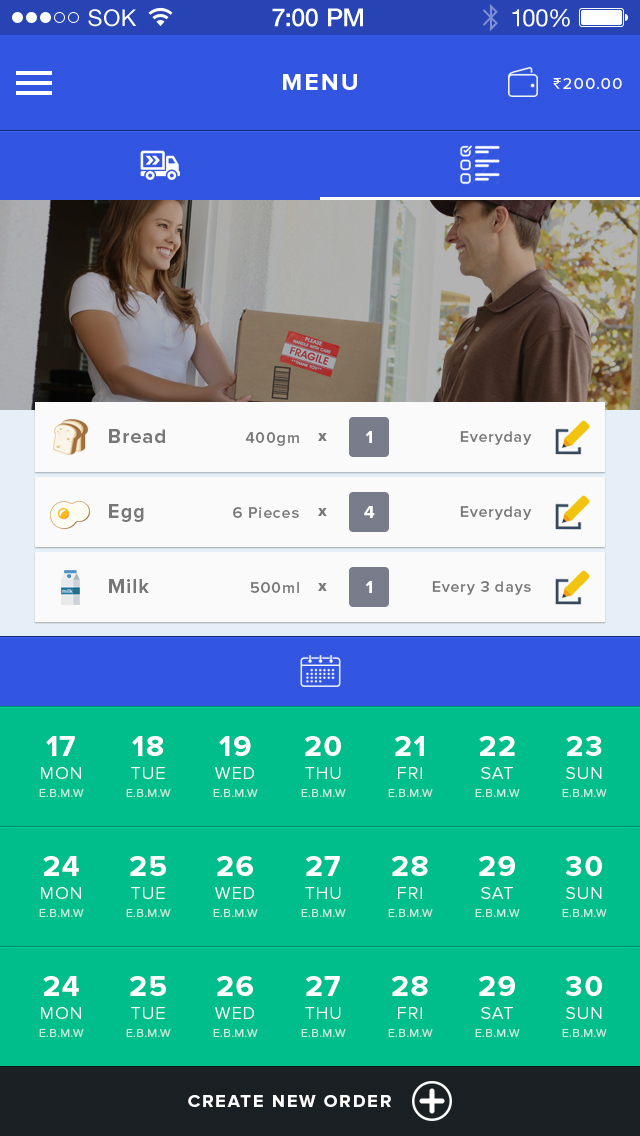 SOK 7:00 PM 100%
MENU ₹200.00
PLEASE
HANDLE WITH CARE
FRAGILE
THANK YOU
Bread 400gm x 1 Everyday
Egg 6 Pieces x 4 Everyday
milk
Milk 500ml x 1 Every 3 days
17 18 19 20 21 22 23
MON TUE WED THU FRI SAT SUN
E.B.M.W E.B.M.W E.B.M.W E.B.M.W E.B.M.W E.B.M.W E.B.M.W
24 25 26 27 28 29 30
MON TUE WED THU FRI SAT SUN
E.B.M.W E.B.M.W E.B.M.W E.B.M.W E.B.M.W E.B.M.W E.B.M.W
24 25 26 27 28 29 30
MON TUE WED THU FRI SAT SUN
E.B.M.W E.B.M.W E.B.M.W E.B.M.W E.B.M.W E.B.M.W E.B.M.W
CREATE NEW ORDER